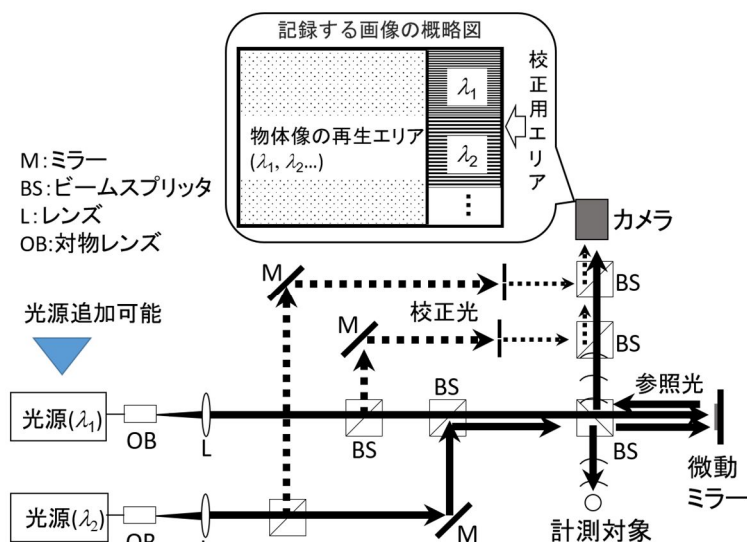 記録する画像の概略図
λ1
物体像の再生エリア
(λ1, λ2...)
λ2
⋮
校正用エリア
M:ミラー
BS:ビームスプリッタ
L:レンズ
OB:対物レンズ
カメラ
M
BS
光源追加可能
校正光
M
BS
BS
参照光
光源(λ1)
OB
L
BS
BS
微動
ミラー
光源(λ2)
OB
L
M
計測対象